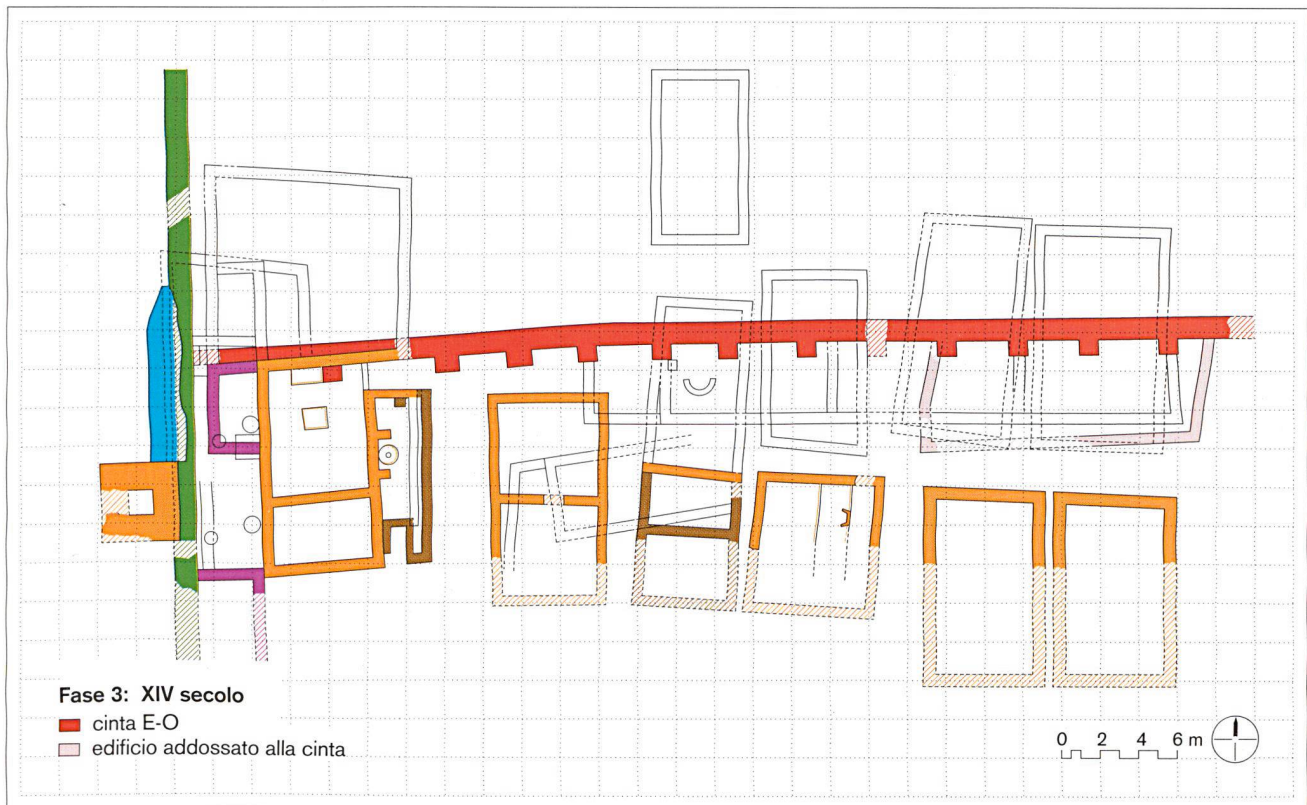 Fase 3: XIV secolo
cinta E-O
edificio addossato alla cinta
0 2 4 6 m